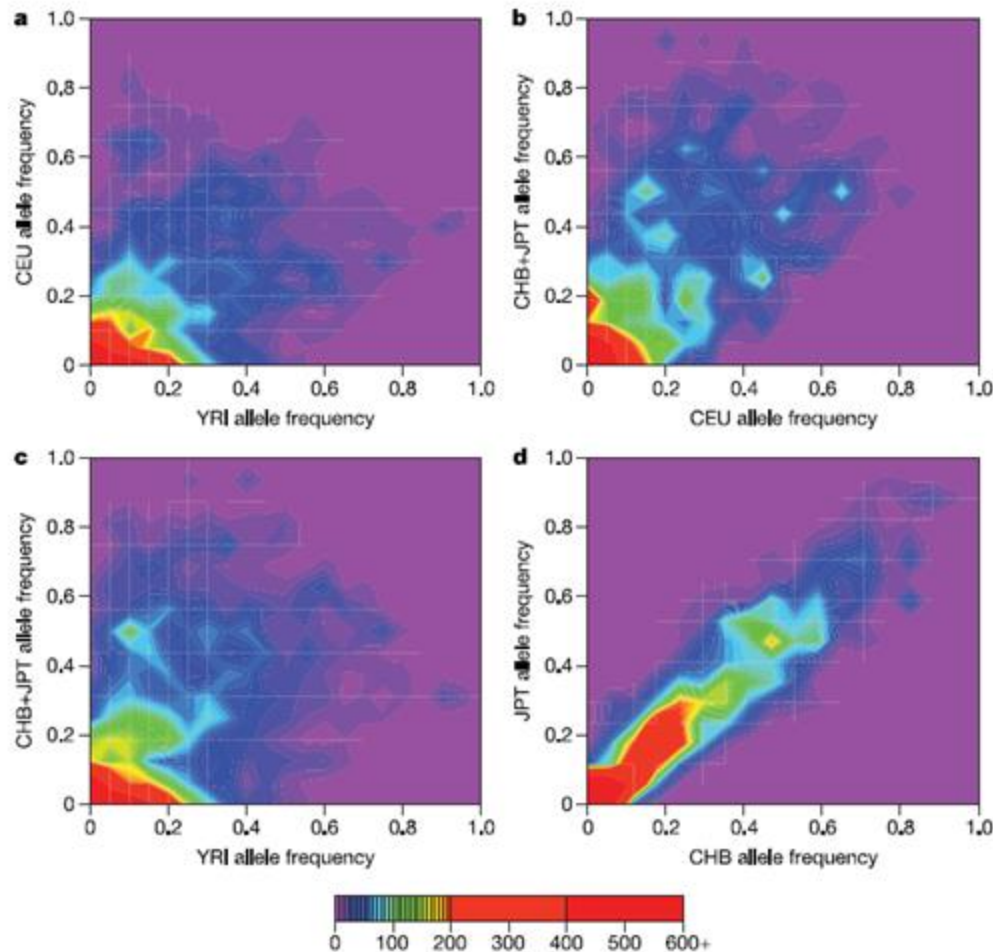 a
1.0
0.8
0.6
0.4
0.2
0
CEU allele frequency
0 0.2 0.4 0.6 0.8 1.0
YRI allele frequency
b
1.0
0.8
0.6
0.4
0.2
0
CHB+JPT allele frequency
0 0.2 0.4 0.6 0.8 1.0
CEU allele frequency
c
1.0
0.8
0.6
0.4
0.2
0
CHB+JPT allele frequency
0 0.2 0.4 0.6 0.8 1.0
YRI allele frequency
d
1.0
0.8
0.6
0.4
0.2
0
JPT allele frequency
0 0.2 0.4 0.6 0.8 1.0
CHB allele frequency
0 100 200 300 400 500 600+